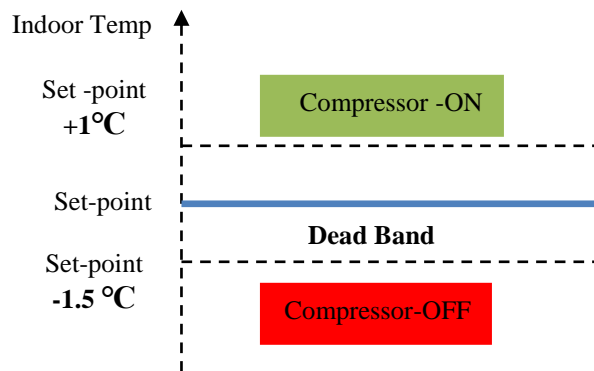 Indoor Temp
Set -point
+1°C
Compressor -ON
Set-point
Dead Band
Set-point
-1.5 °C
Compressor-OFF